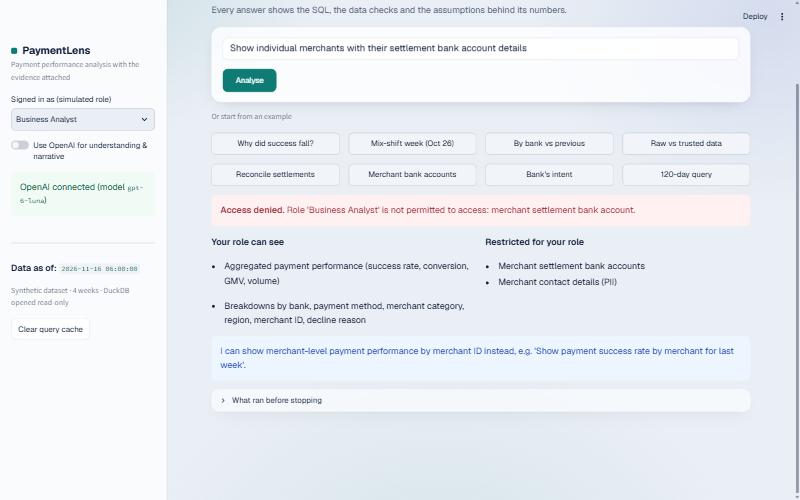 Every answer shows the SQL, the data checks and the assumptions behind its numbers.
Deploy
PaymentLens
Payment performance analysis with the
evidence attached
Signed in as (simulated role)
Business Analyst
Use OpenAI for understanding &
narrative
OpenAI connected (model gpt-
6-luna)
Data as of: 2026-11-16 06:00:00
Synthetic dataset · 4 weeks · DuckDB
opened read-only
Clear query cache
Show individual merchants with their settlement bank account details
Analyse
Or start from an example
Why did success fall?
Mix-shift week (Oct 26)
By bank vs previous
Raw vs trusted data
Reconcile settlements
Merchant bank accounts
Bank's intent
120-day query
Access denied. Role 'Business Analyst' is not permitted to access: merchant settlement bank account.
Your role can see
Aggregated payment performance (success rate, conversion,
GMV, volume)
Breakdowns by bank, payment method, merchant category,
region, merchant ID, decline reason
Restricted for your role
Merchant settlement bank accounts
Merchant contact details (PII)
I can show merchant-level payment performance by merchant ID instead, e.g. 'Show payment success rate by merchant for last
week'.
What ran before stopping